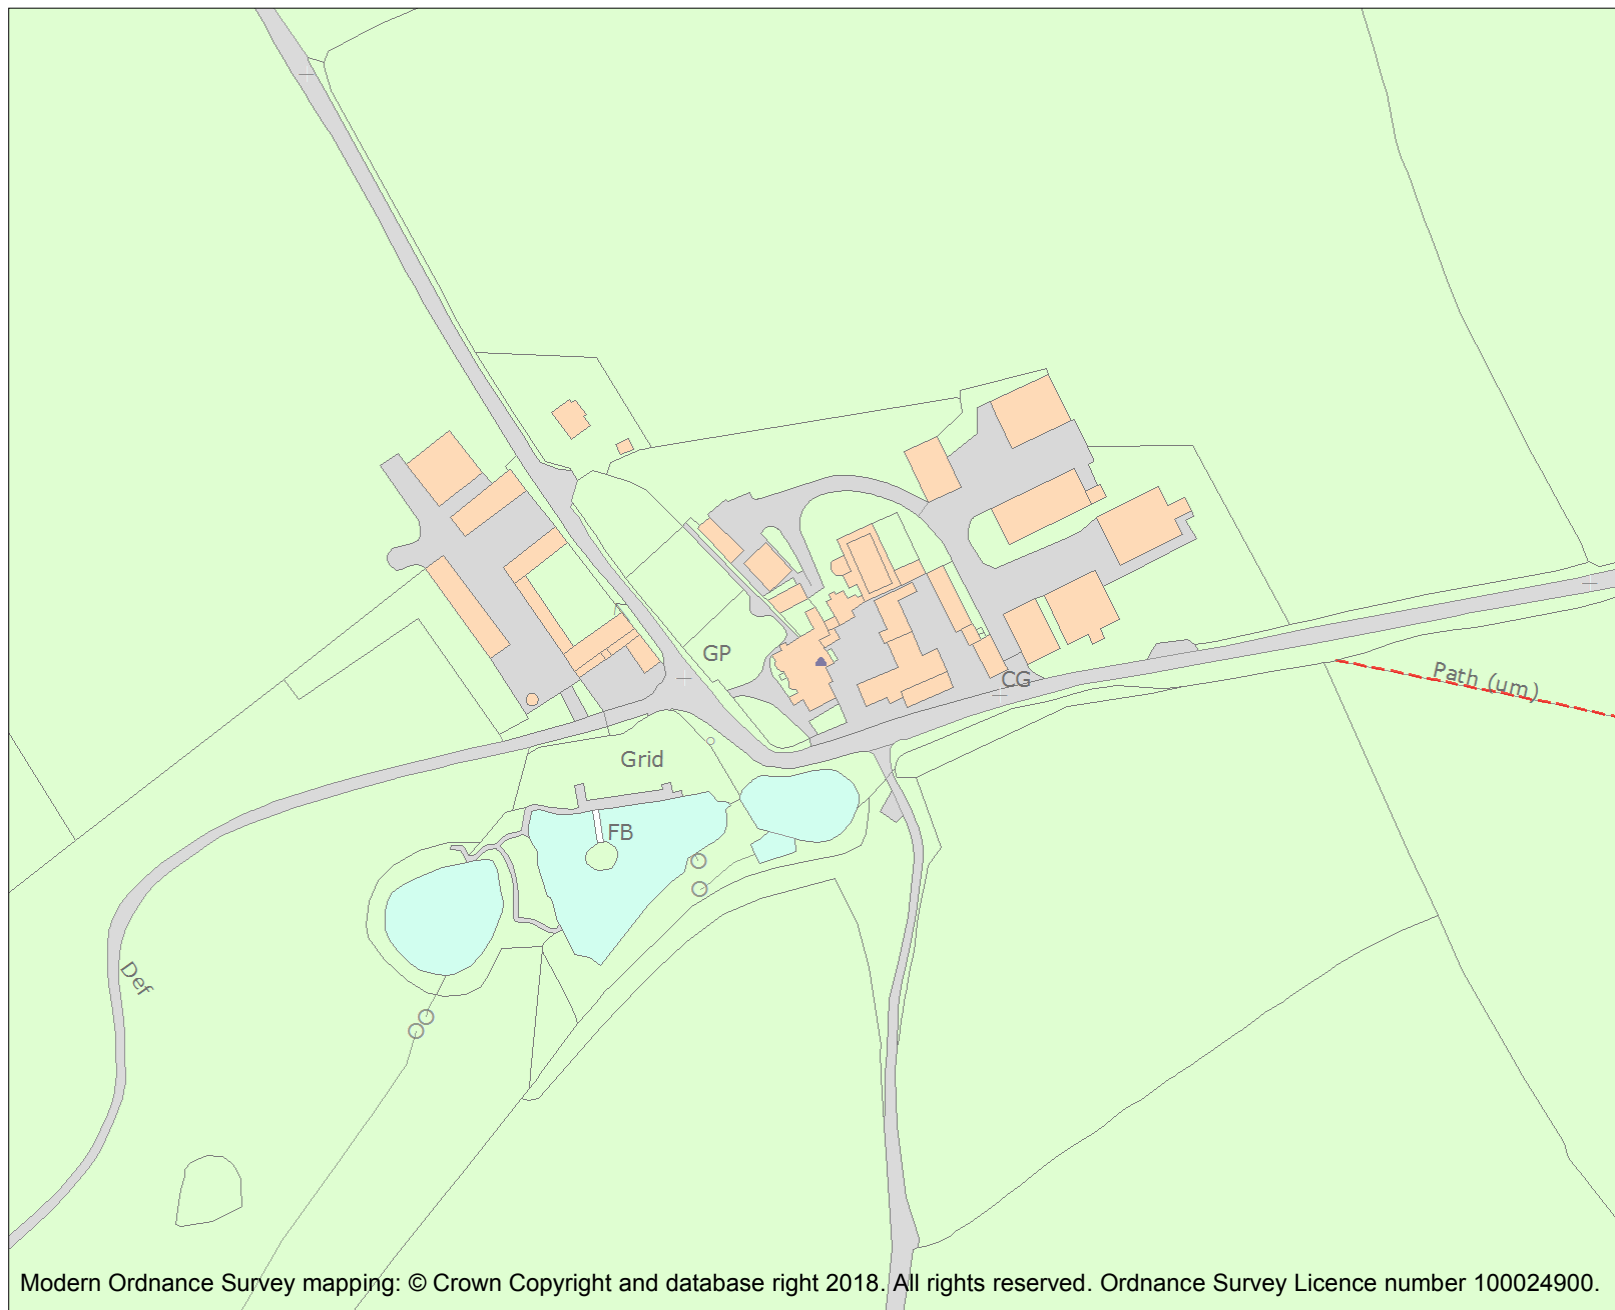 GP
CG
Path (um)
Grid
FB
Def
Modern Ordnance Survey mapping: © Crown Copyright and database right 2018. All rights reserved. Ordnance Survey Licence number 100024900.